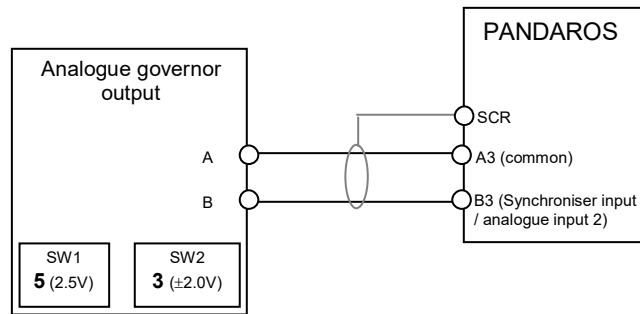 PANDAROS
Analogue governor
output
SCR
A
A3 (common)
B
B3 (Synchroniser input
/ analogue input 2)
SW1
5 (2.5V)
SW2
3 (±2.0V)